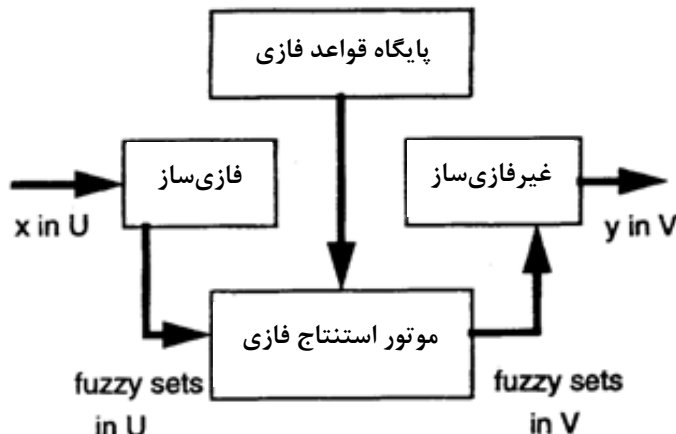 پایگاه قواعد فازی
فازی‌ساز
غیرفازی‌ساز
x in U
y in V
موتور استنتاج فازی
fuzzy sets
in U
fuzzy sets
in V